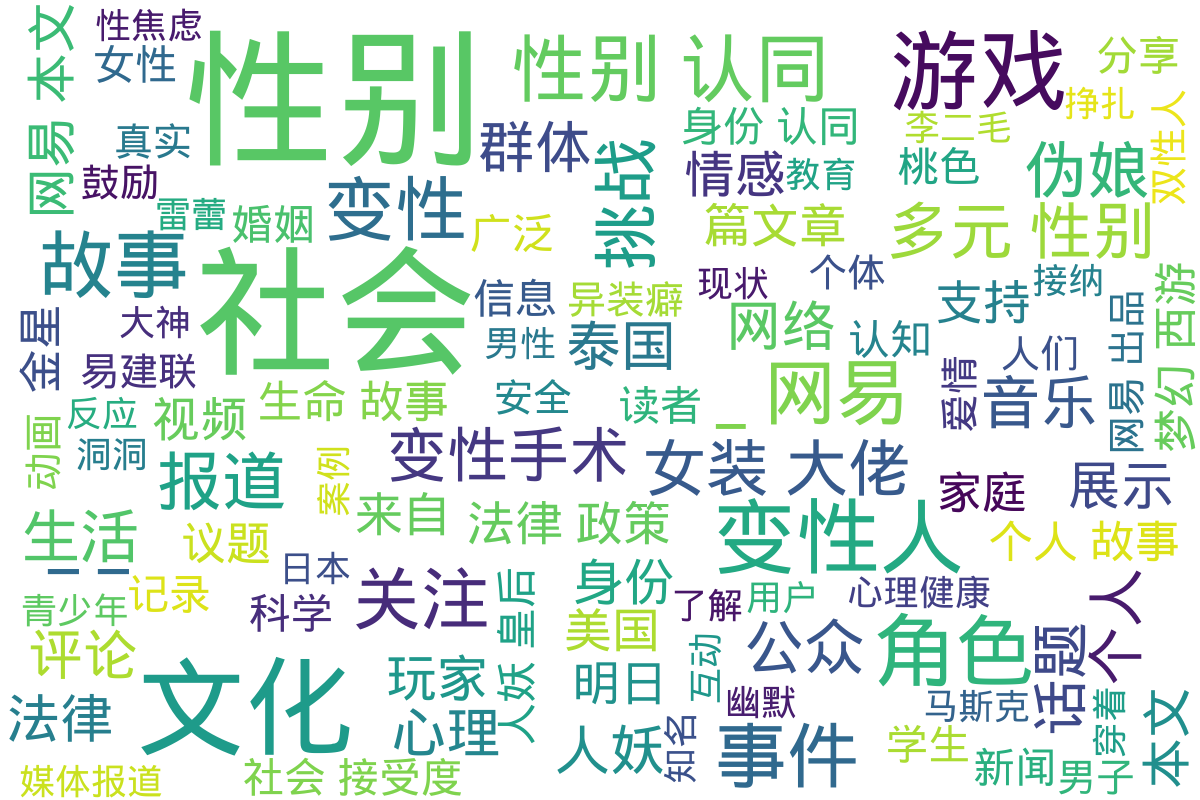 性焦虑
女性
网易 本文
性别
性别 认同
游戏
分享
挣扎
双性人
真实
鼓励
群体
身份 认同
李二毛
雷蕾
婚姻
变性
挑战
情感
教育
桃色
伪娘
故事
广泛
篇文章
多元 性别
社会
信息
异装癖
现状
个体
支持
接纳
西游
金星
大神
易建联
男性
泰国
网络
认知
人们
网易 出品
梦幻
反应
洞洞
动画
视频
生命 故事
安全
读者
_
网易
爱情
音乐
报道
案例
变性手术
女装 大佬
家庭
展示
生活
议题
来自
法律 政策
变性人
个人 故事
日本
记录
青少年
科学
关注
皇后
身份
了解
用户
心理健康
个人
评论
文化
玩家
人妖
美国
明日
互动
公众
角色
话题
法律
心理
人妖
知名
幽默
事件
马斯克
穿着
本文
媒体报道
社会 接受度
学生
新闻
男子